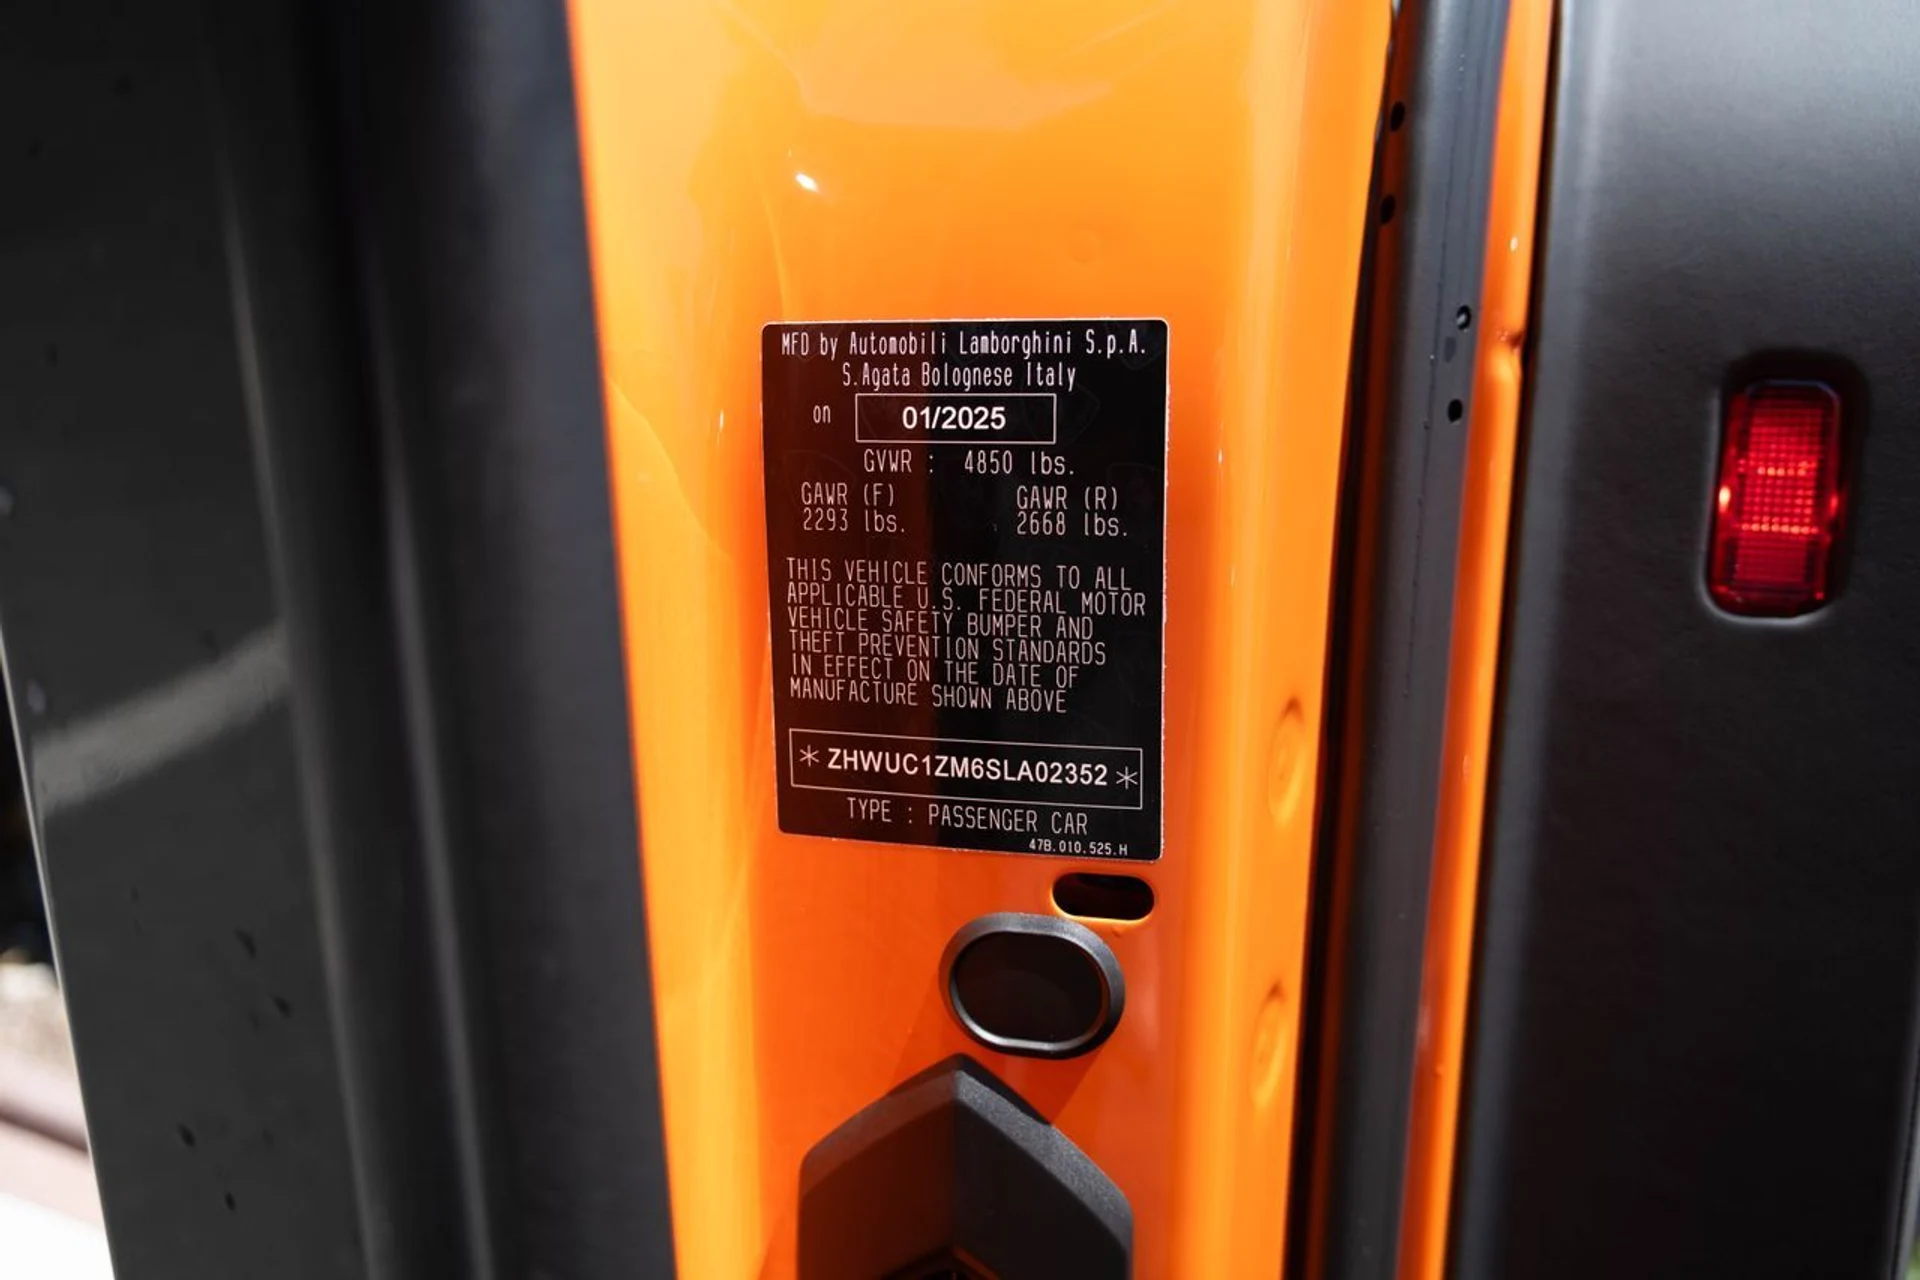 MFD by Automobili Lamborghini S.p.A.
S.Agata Bolognese Italy
on 01/2025
GVWR : 4850 lbs.
GAWR (F) GAWR (R)
2293 lbs. 2668 lbs.
THIS VEHICLE CONFORMS TO ALL
APPLICABLE U.S. FEDERAL MOTOR
VEHICLE SAFETY BUMPER AND
THEFT PREVENTION STANDARDS
IN EFFECT ON THE DATE OF
MANUFACTURE SHOWN ABOVE
* ZHWUC1ZM6SLA02352 *
TYPE : PASSENGER CAR
47B.010.525.H